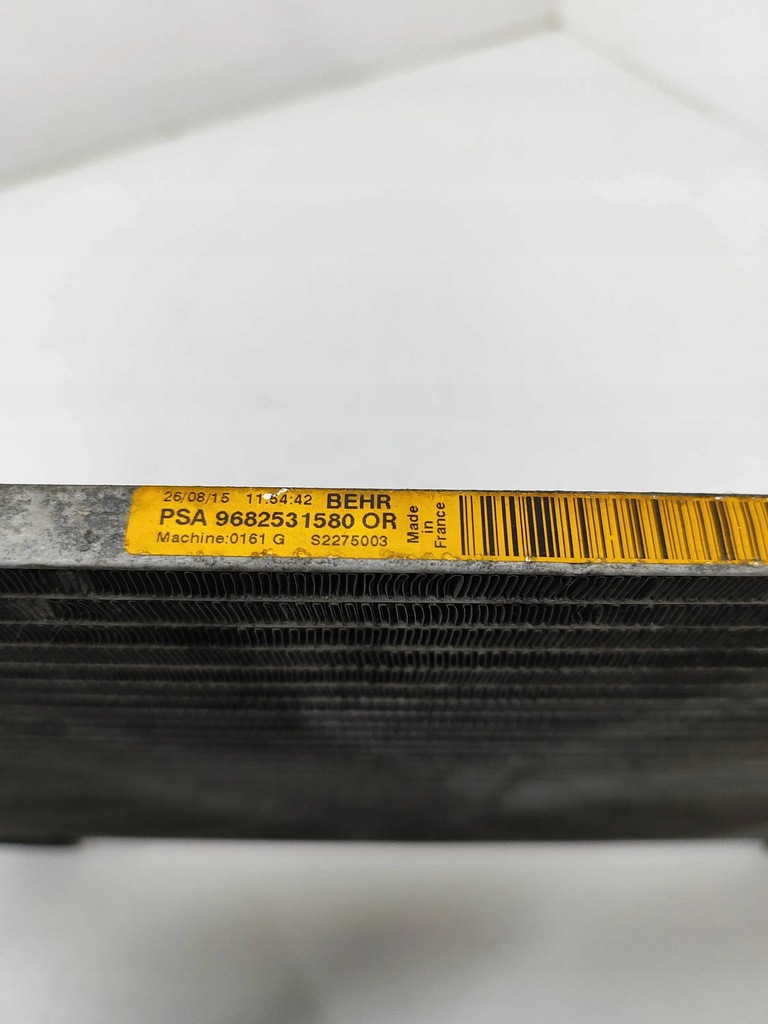 26/08/15 11:54:42 BEHR
PSA 9682531580 OR
Machine:0161 G S2275003
Made
in
France